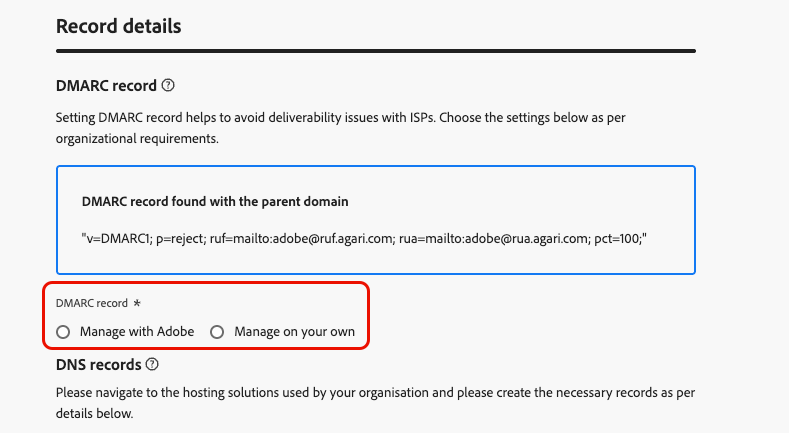 Record details
DMARC record
Setting DMARC record helps to avoid deliverability issues with ISPs. Choose the settings below as per
organizational requirements.
DMARC record found with the parent domain
"v=DMARC1; p=reject; ruf=mailto:adobe@ruf.agari.com; rua=mailto:adobe@rua.agari.com; pct=100;"
DMARC record *
Manage with Adobe Manage on your own
DNS records
Please navigate to the hosting solutions used by your organisation and please create the necessary records as per
details below.